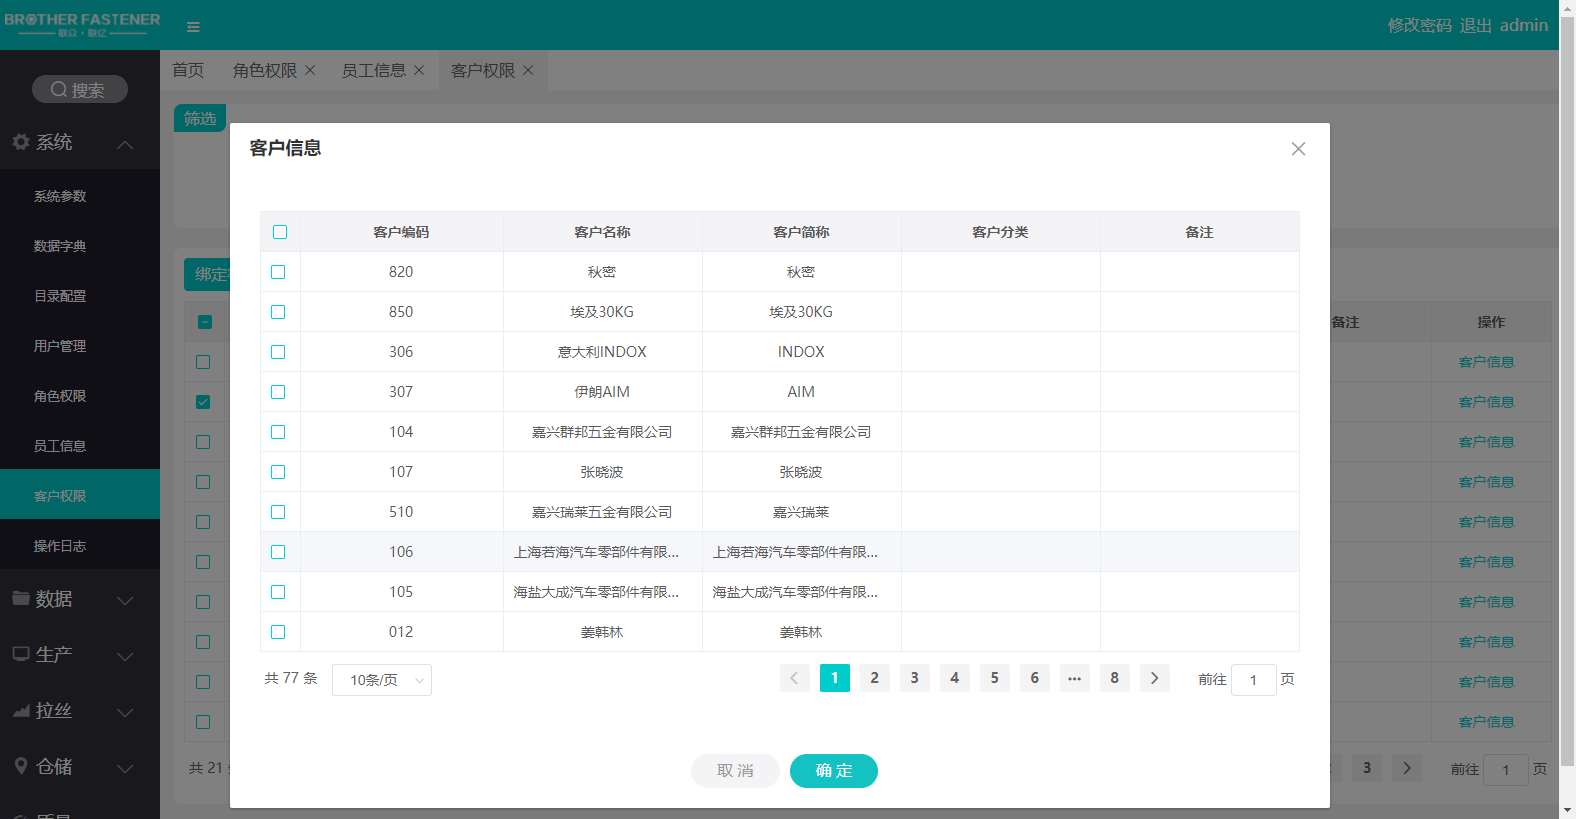 BROTHER FASTENER
联众·联亿
修改密码 退出 admin
搜索
首页 角色权限 员工信息 客户权限
系统
系统参数
数据字典
目录配置
用户管理
角色权限
员工信息
客户权限
操作日志
数据
生产
拉丝
仓储
筛选
绑定
共 21
客户信息
客户编码 客户名称 客户简称 客户分类 备注
820 秋密 秋密
850 埃及30KG 埃及30KG
306 意大利INDOX INDOX
307 伊朗AIM AIM
104 嘉兴群邦五金有限公司 嘉兴群邦五金有限公司
107 张晓波 张晓波
510 嘉兴瑞莱五金有限公司 嘉兴瑞莱
106 上海若海汽车零部件有限... 上海若海汽车零部件有限...
105 海盐大成汽车零部件有限... 海盐大成汽车零部件有限...
012 姜韩林 姜韩林
共 77 条 10条/页 1 2 3 4 5 6 ... 8 前往 1 页
取消 确定
备注 操作
客户信息
客户信息
客户信息
客户信息
客户信息
客户信息
客户信息
客户信息
客户信息
客户信息
3 前往 1 页